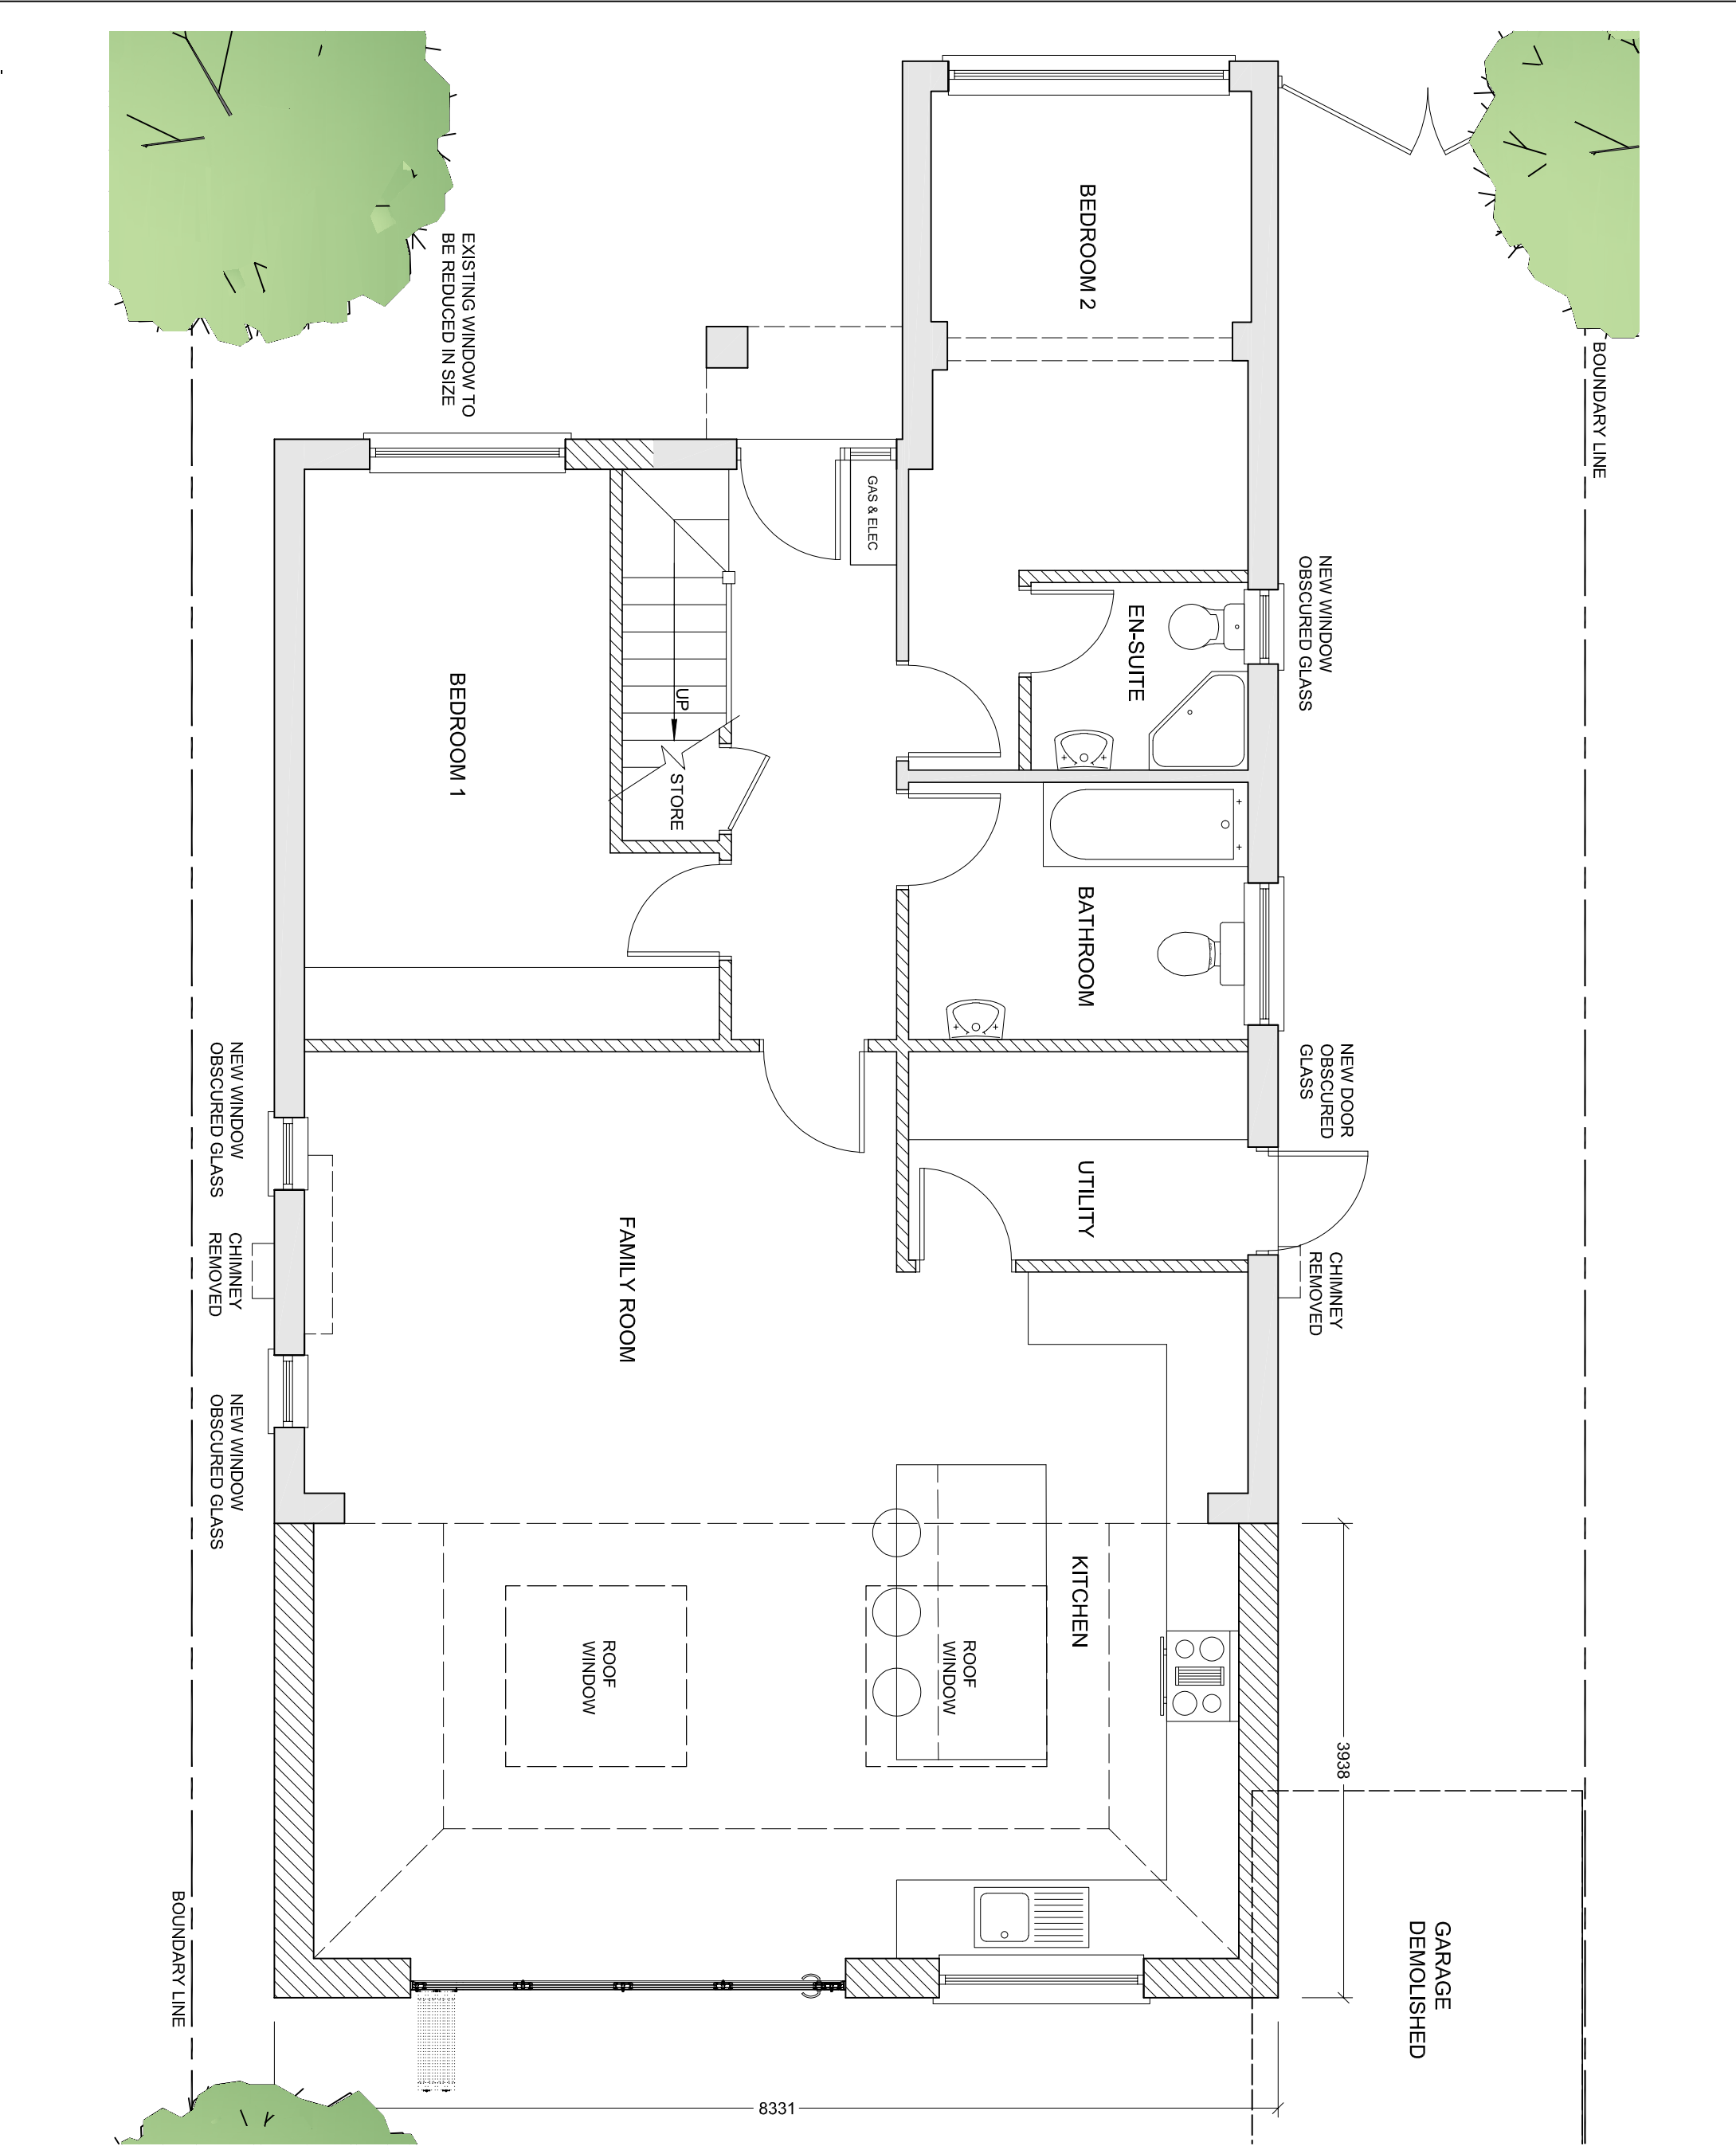 BEDROOM 2
BOUNDARY LINE
EXISTING WINDOW TO
BE REDUCED IN SIZE
GAS & ELEC
NEW WINDOW
OBSCURED GLASS
EN-SUITE
UP
STORE
BEDROOM 1
BATHROOM
NEW DOOR
OBSCURED
GLASS
NEW WINDOW
OBSCURED GLASS
UTILITY
CHIMNEY
REMOVED
CHIMNEY
REMOVED
FAMILY ROOM
NEW WINDOW
OBSCURED GLASS
KITCHEN
ROOF
WINDOW
ROOF
WINDOW
3938
GARAGE
DEMOLISHED
BOUNDARY LINE
8331